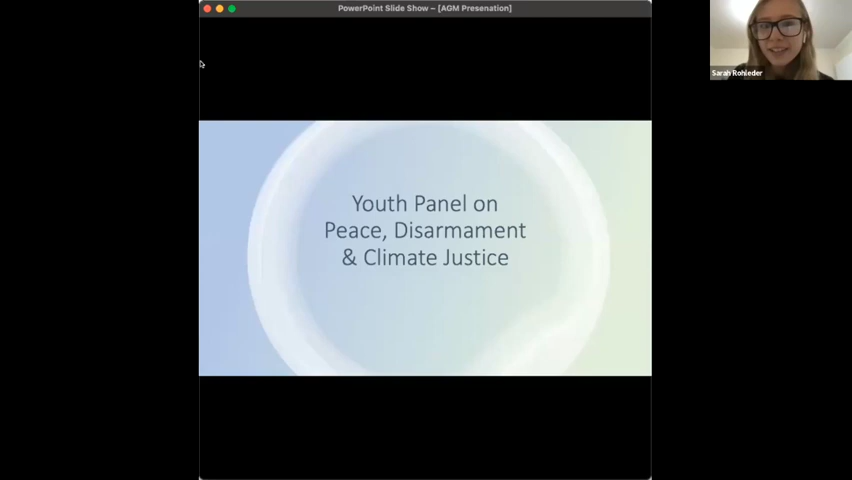 PowerPoint Slide Show – [AGM Presenation]
Sarah Rohleder
Youth Panel on
Peace, Disarmament
& Climate Justice